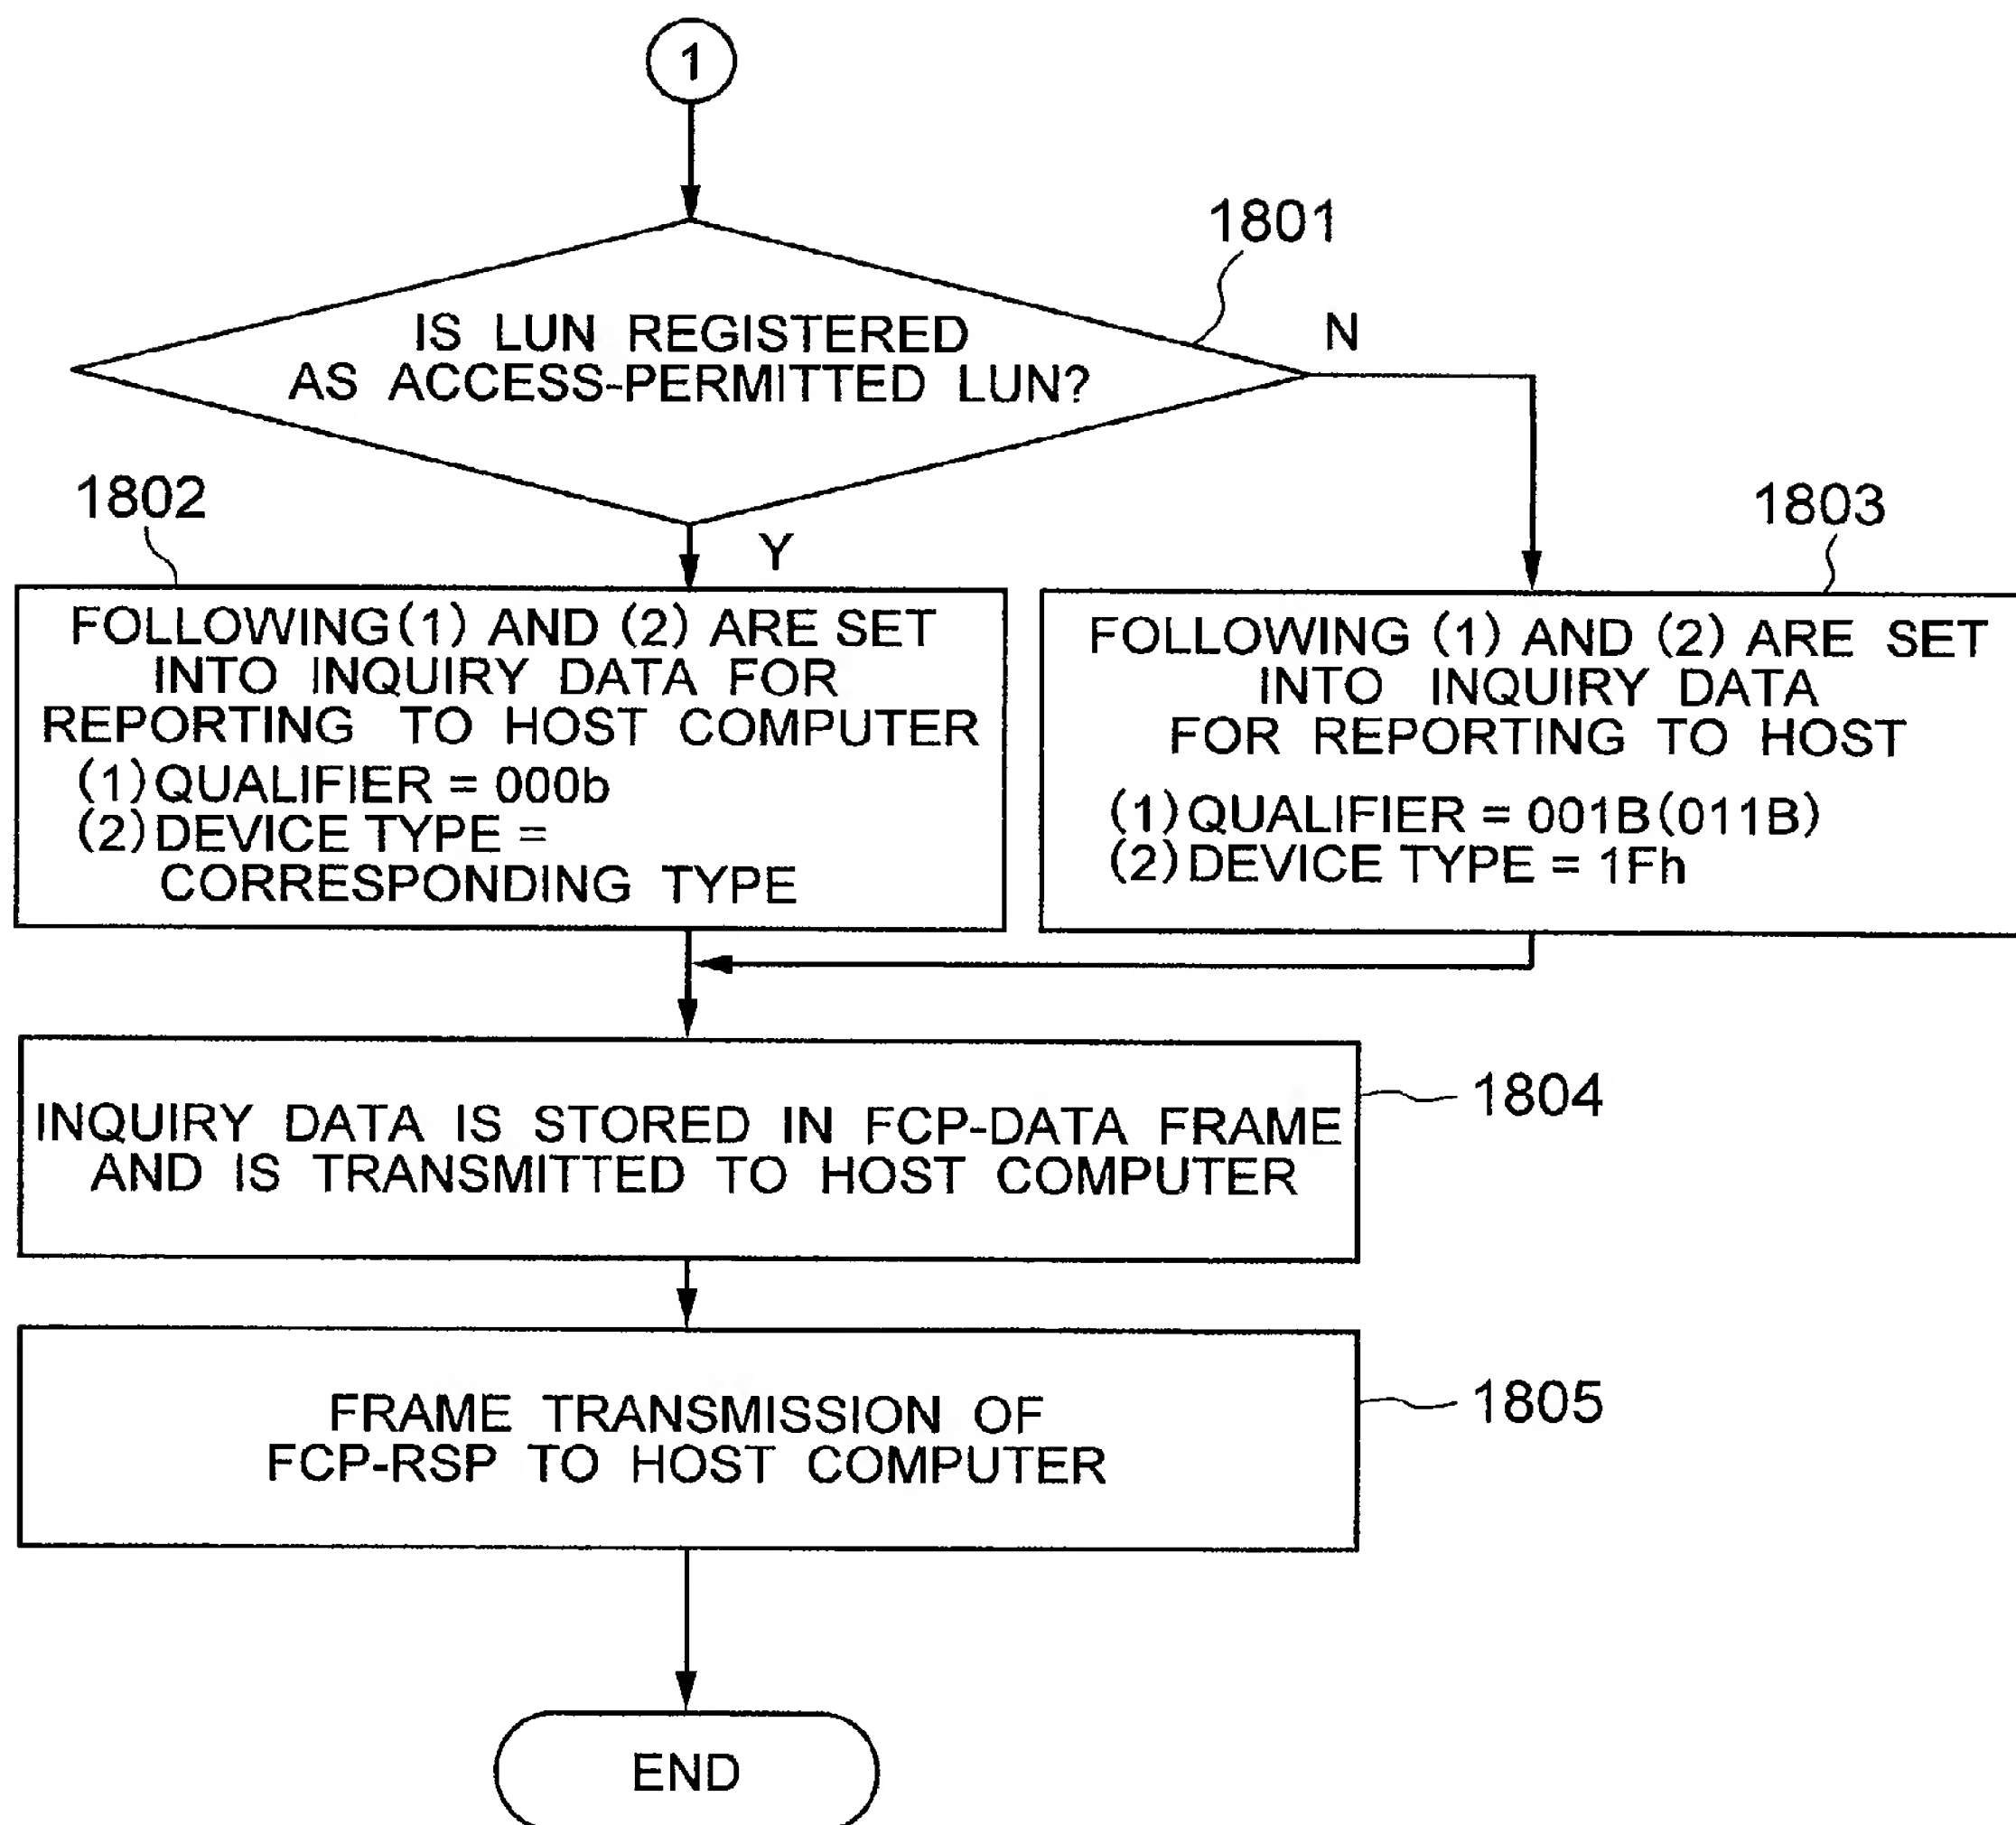 1
1801
IS LUN REGISTERED
AS ACCESS-PERMITTED LUN?
N
1802
Y
1803
FOLLOWING(1) AND (2) ARE SET
INTO INQUIRY DATA FOR
REPORTING TO HOST COMPUTER
(1)QUALIFIER = 000b
(2)DEVICE TYPE =
CORRESPONDING TYPE
FOLLOWING (1) AND (2) ARE SET
INTO INQUIRY DATA
FOR REPORTING TO HOST
(1)QUALIFIER = 001B(011B)
(2)DEVICE TYPE = 1Fh
INQUIRY DATA IS STORED IN FCP-DATA FRAME
AND IS TRANSMITTED TO HOST COMPUTER
1804
FRAME TRANSMISSION OF
FCP-RSP TO HOST COMPUTER
1805
END